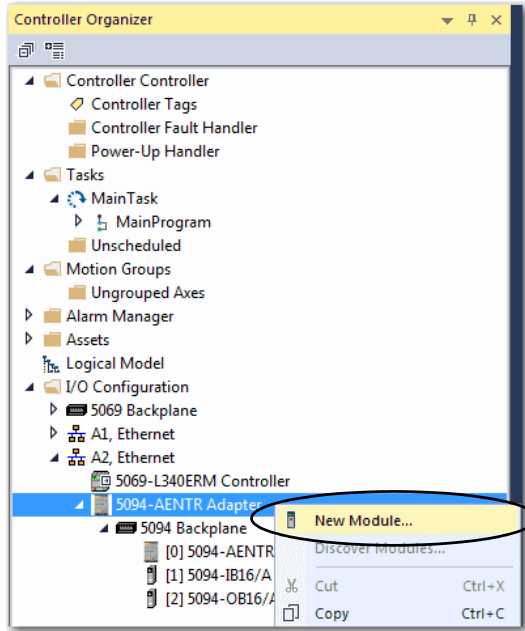 Controller Organizer
Controller Controller
Controller Tags
Controller Fault Handler
Power-Up Handler
Tasks
MainTask
MainProgram
Unscheduled
Motion Groups
Ungrouped Axes
Alarm Manager
Assets
Logical Model
I/O Configuration
5069 Backplane
A1, Ethernet
A2, Ethernet
5069-L340ERM Controller
5094-AENTR Adapter
New Module...
5094 Backplane
Discover Modules...
[0] 5094-AENTR
[1] 5094-IB16/A
Cut Ctrl+X
[2] 5094-OB16/A
Copy Ctrl+C